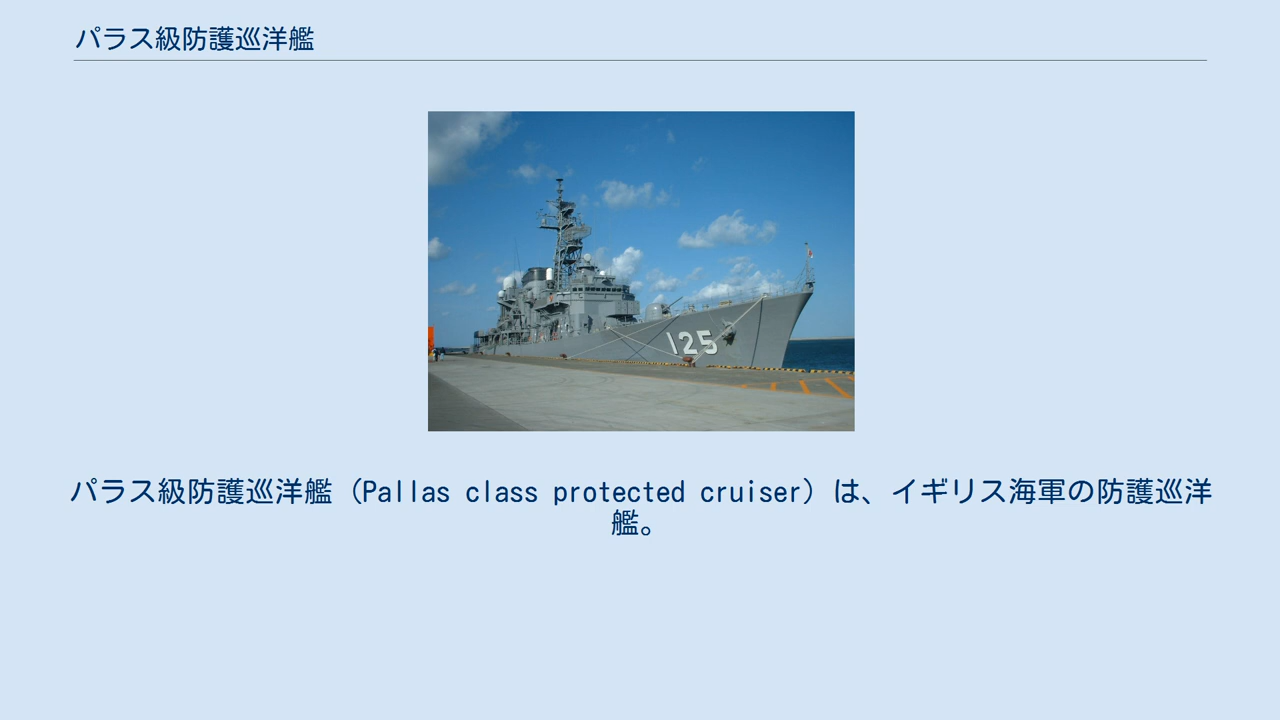 パラス級防護巡洋艦
125
パラス級防護巡洋艦（Pallas class protected cruiser）は、イギリス海軍の防護巡洋
艦。